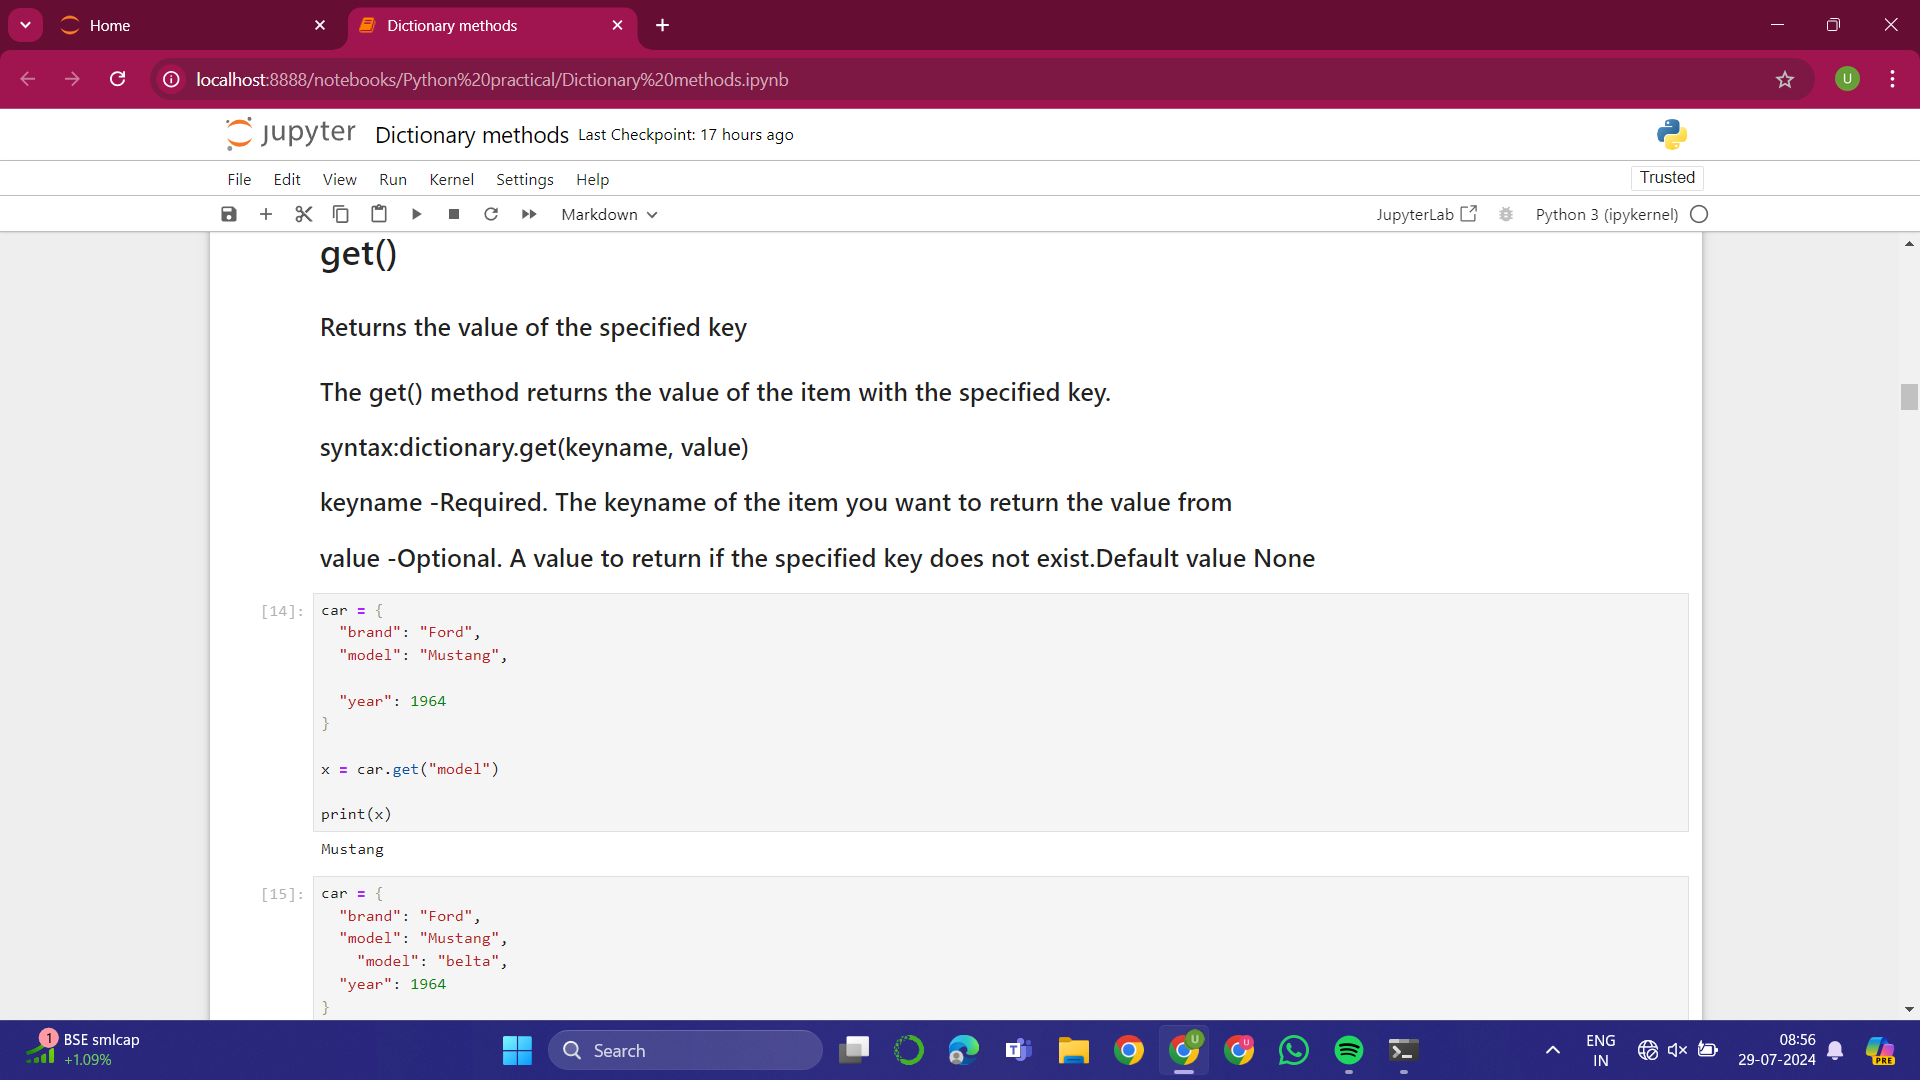 Home
Dictionary methods
localhost:8888/notebooks/Python%20practical/Dictionary%20methods.ipynb
U
jupyter Dictionary methods Last Checkpoint: 17 hours ago
File Edit View Run Kernel Settings Help
Trusted
Markdown
JupyterLab
Python 3 (ipykernel)
get()
Returns the value of the specified key
The get() method returns the value of the item with the specified key.
syntax:dictionary.get(keyname, value)
keyname -Required. The keyname of the item you want to return the value from
value -Optional. A value to return if the specified key does not exist.Default value None
[14]: car = {
"brand": "Ford",
"model": "Mustang",
"year": 1964
}
x = car.get("model")
print(x)
Mustang
[15]: car = {
"brand": "Ford",
"model": "Mustang",
"model": "belta",
"year": 1964
}
1
BSE smlcap
+1.09%
Search
U
U
ENG
IN
08:56
29-07-2024
PRE